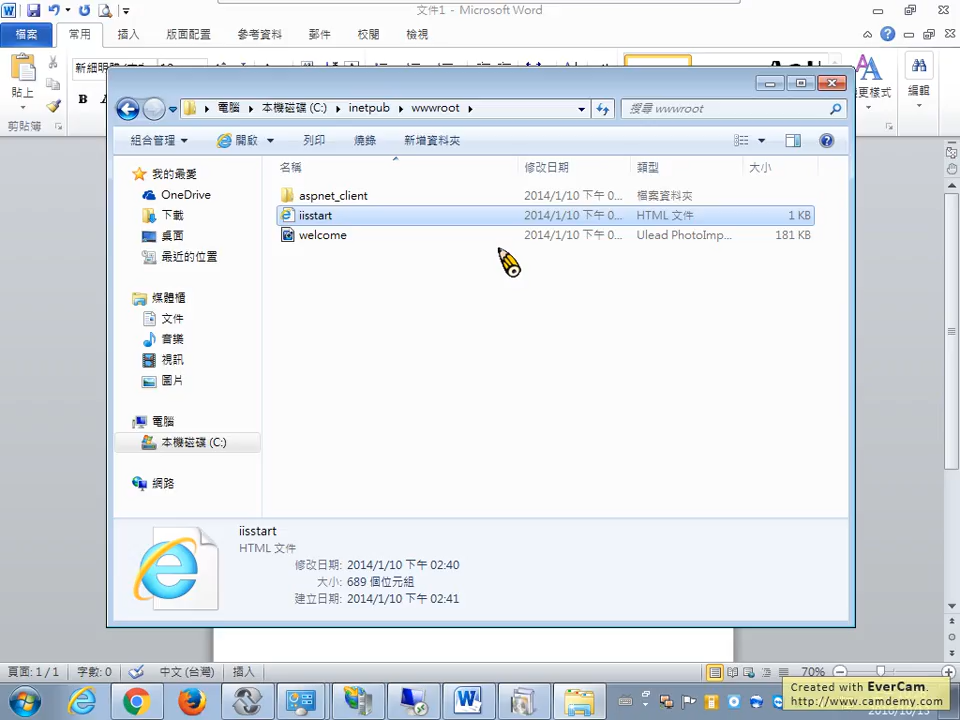 文件1 - Microsoft Word
檔案 常用 插入 版面配置 參考資料 郵件 校閱 檢視
貼上
剪貼簿
B
編輯
電腦 本機磁碟 (C:) inetpub wwwroot
搜尋 wwwroot
組合管理 開啟 列印 燒錄 新增資料夾
名稱 修改日期 類型 大小
aspnet_client 2014/1/10 下午 0... 檔案資料夾
iisstart 2014/1/10 下午 0... HTML 文件 1 KB
welcome 2014/1/10 下午 0... Ulead PhotoImp... 181 KB
我的最愛
OneDrive
下載
桌面
最近的位置
媒體櫃
文件
音樂
視訊
圖片
電腦
本機磁碟 (C:)
網路
iisstart
HTML 文件
修改日期: 2014/1/10 下午 02:40
大小: 689 個位元組
建立日期: 2014/1/10 下午 02:41
頁面: 1/1 字數: 0 中文 (台灣) 插入 70%
Created with EverCam.
http://www.camdemy.com